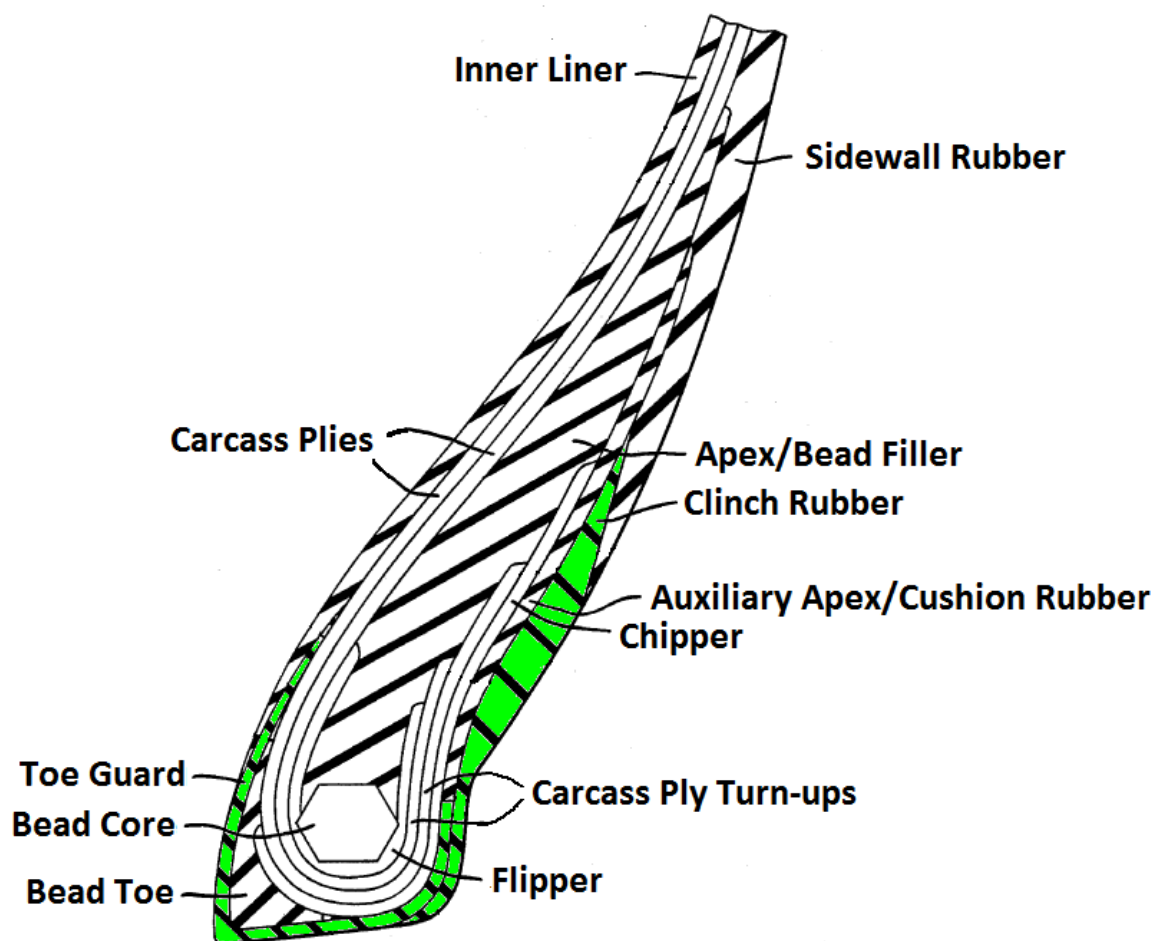 Inner Liner
Sidewall Rubber
Carcass Plies
Apex/Bead Filler
Clinch Rubber
Auxiliary Apex/Cushion Rubber
Chipper
Toe Guard
Carcass Ply Turn-ups
Bead Core
Flipper
Bead Toe